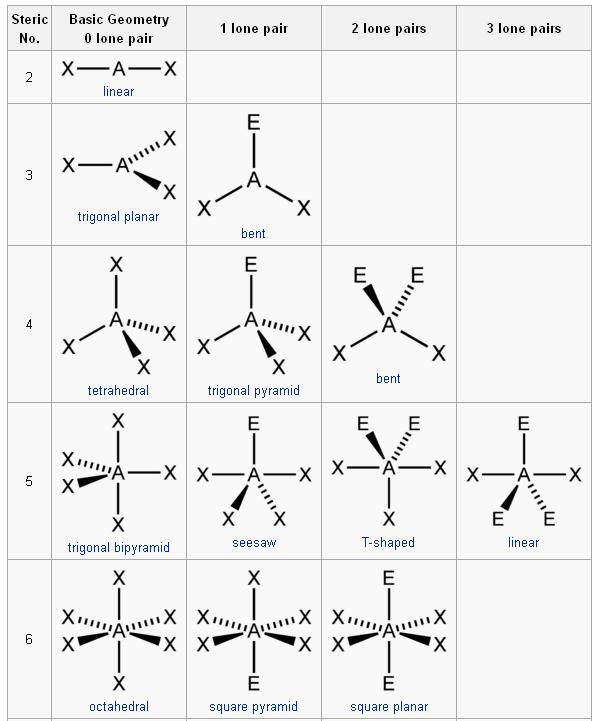 Steric No. Basic Geometry 0 lone pair 1 lone pair 2 lone pairs 3 lone pairs
2 X A X
linear
3 X A X X
trigonal planar
E A X X
bent
4 X A X X X
tetrahedral
E A X X X
trigonal pyramid
E E A X X
bent
5 X X X A X X
trigonal bipyramid
E X A X X X
seesaw
E E X A X X
T-shaped
E X A X E E
linear
6 X X X A X X X
octahedral
X X X A X X E
square pyramid
E X X A X X E
square planar